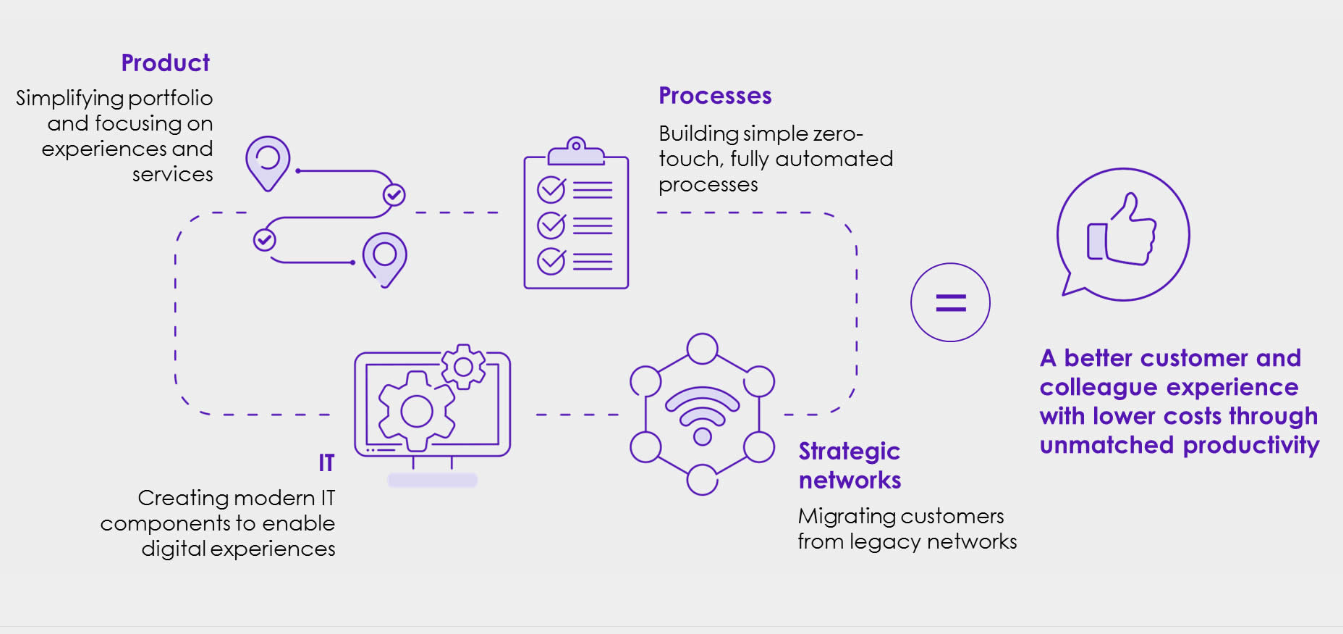 Product
Simplifying portfolio
and focusing on
experiences and
services
Processes
Building simple zero-
touch, fully automated
processes
=
A better customer and
colleague experience
with lower costs through
unmatched productivity
IT
Creating modern IT
components to enable
digital experiences
Strategic
networks
Migrating customers
from legacy networks